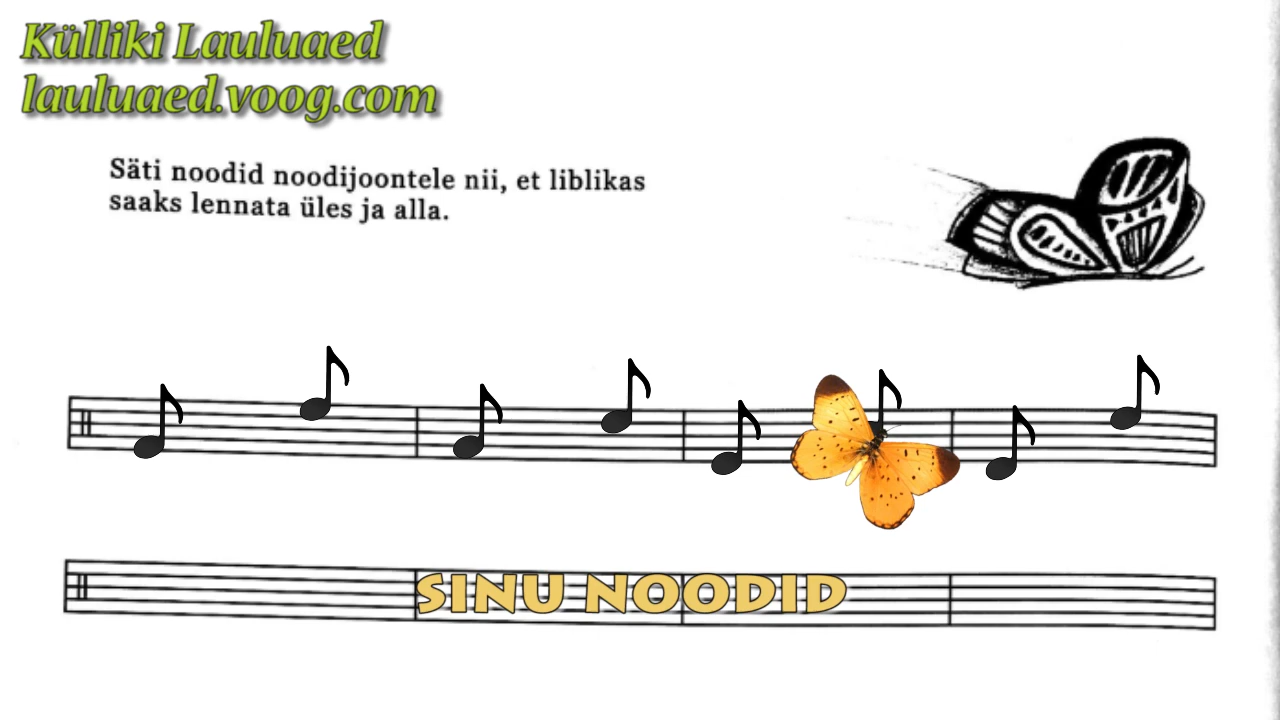 Külliki Lauluaed
lauluaed.voog.com
Säti noodid noodijoontele nii, et liblikas
saaks lennata üles ja alla.
SINU NOODID